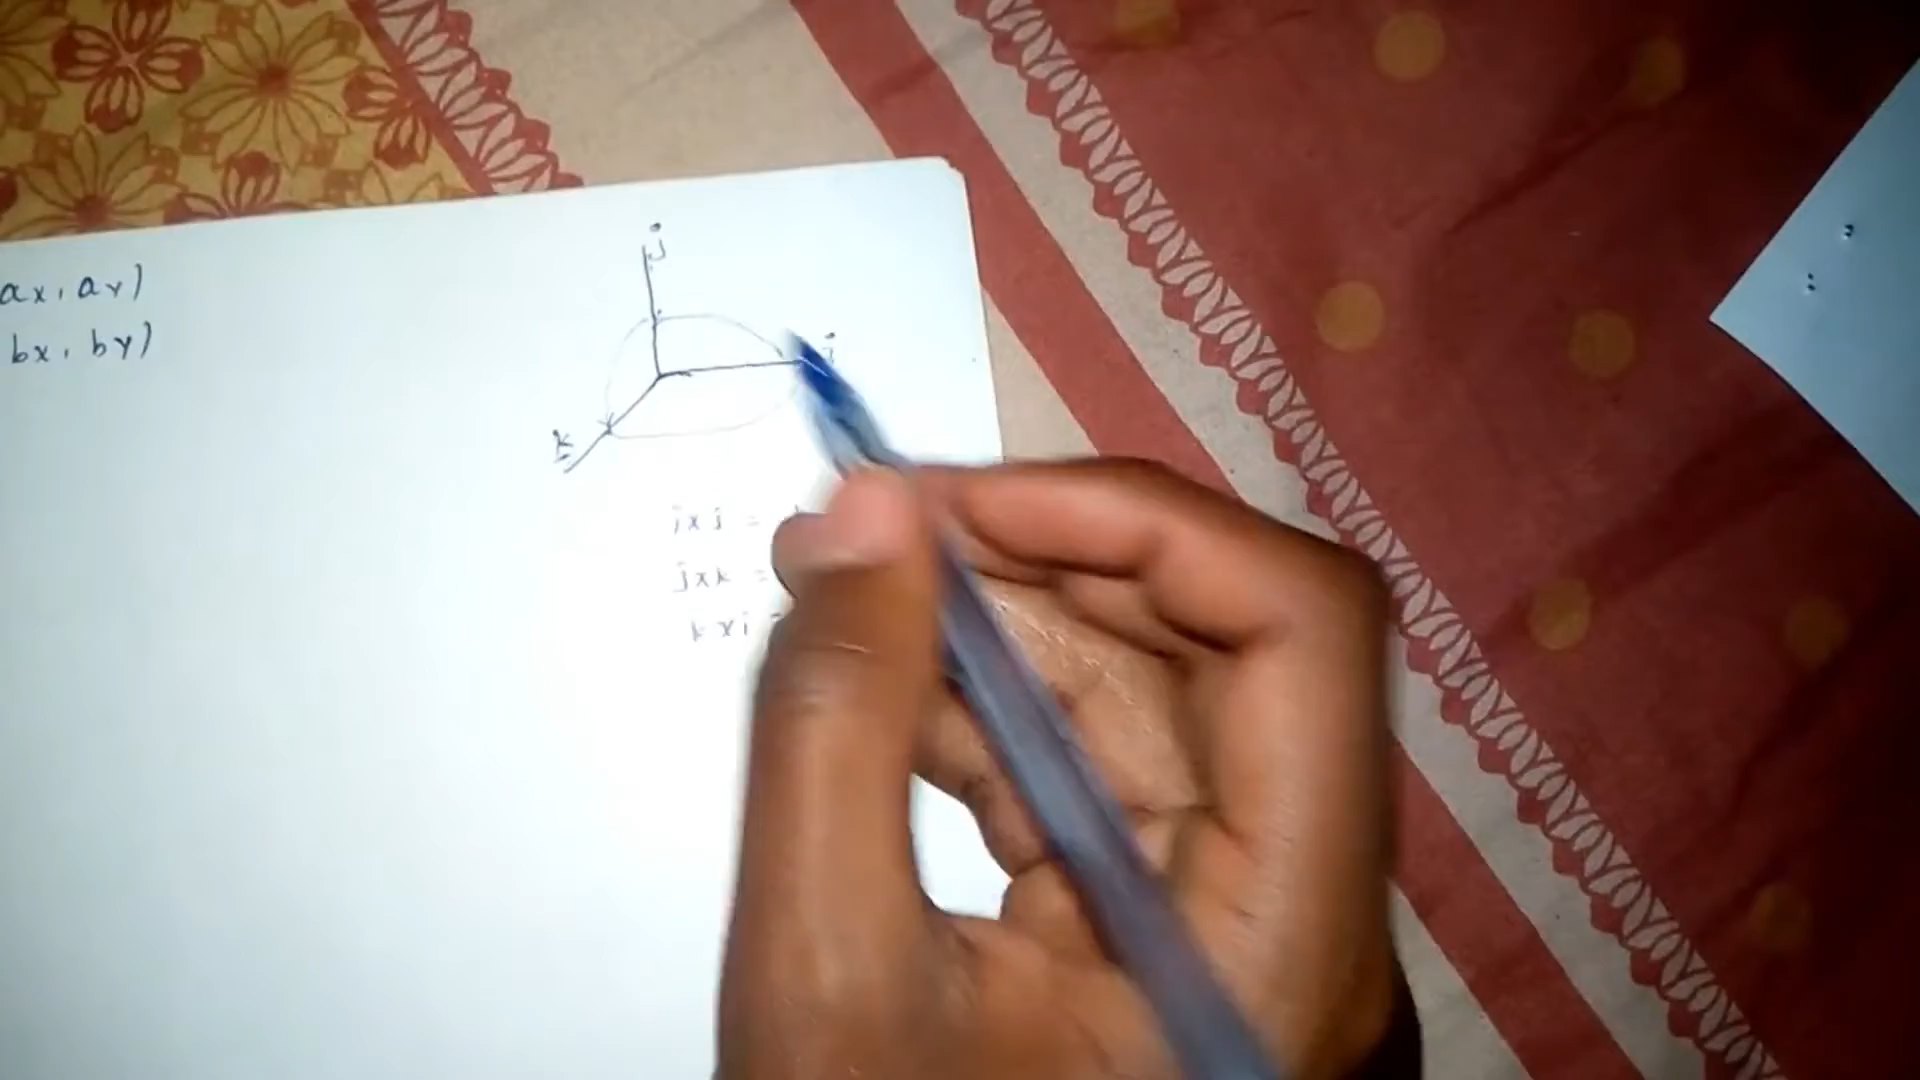 ax, ay)
bx, by)
j
i
k
i x j =
j x k =
k x i =